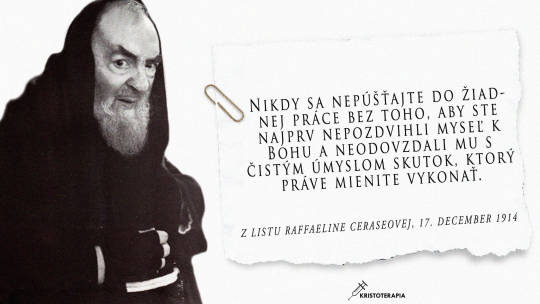 NIKDY SA NEPÚŠŤAJTE DO ŽIAD-
NEJ PRÁCE BEZ TOHO, ABY STE
NAJPRV NEPOZDVIHLI MYSEĽ K
BOHU A NEODOVZDALI MU S
ČISTÝM ÚMYSLOM SKUTOK, KTORÝ
PRÁVE MIENITE VYKONAŤ.
Z LISTU RAFFAELINE CERASEOVEJ, 17. DECEMBER 1914
KRISTOTERAPIA